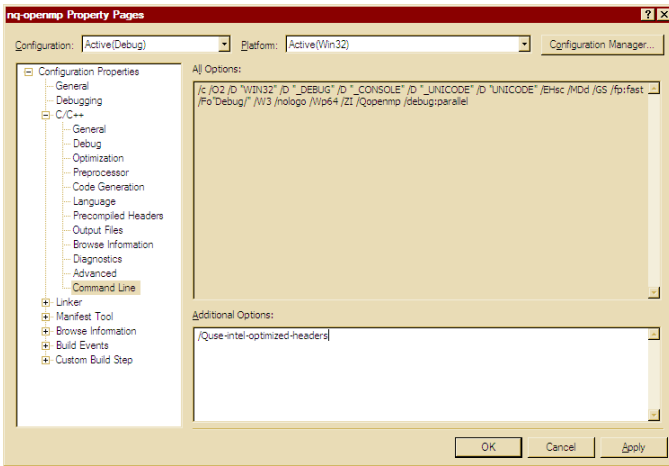 nq-openmp Property Pages
Configuration: Active(Debug) Platform: Active(Win32) Configuration Manager...
Configuration Properties
General
Debugging
C/C++
General
Debug
Optimization
Preprocessor
Code Generation
Language
Precompiled Headers
Output Files
Browse Information
Diagnostics
Advanced
Command Line
Linker
Manifest Tool
Browse Information
Build Events
Custom Build Step
All Options:
/c /O2 /D "WIN32" /D "_DEBUG" /D "_CONSOLE" /D "_UNICODE" /D "UNICODE" /EHsc /MDd /GS /fp:fast
/Fo"Debug/" /W3 /nologo /Wp64 /ZI /Qopenmp /debug:parallel
Additional Options:
/Quse-intel-optimized-headers
OK Cancel Apply